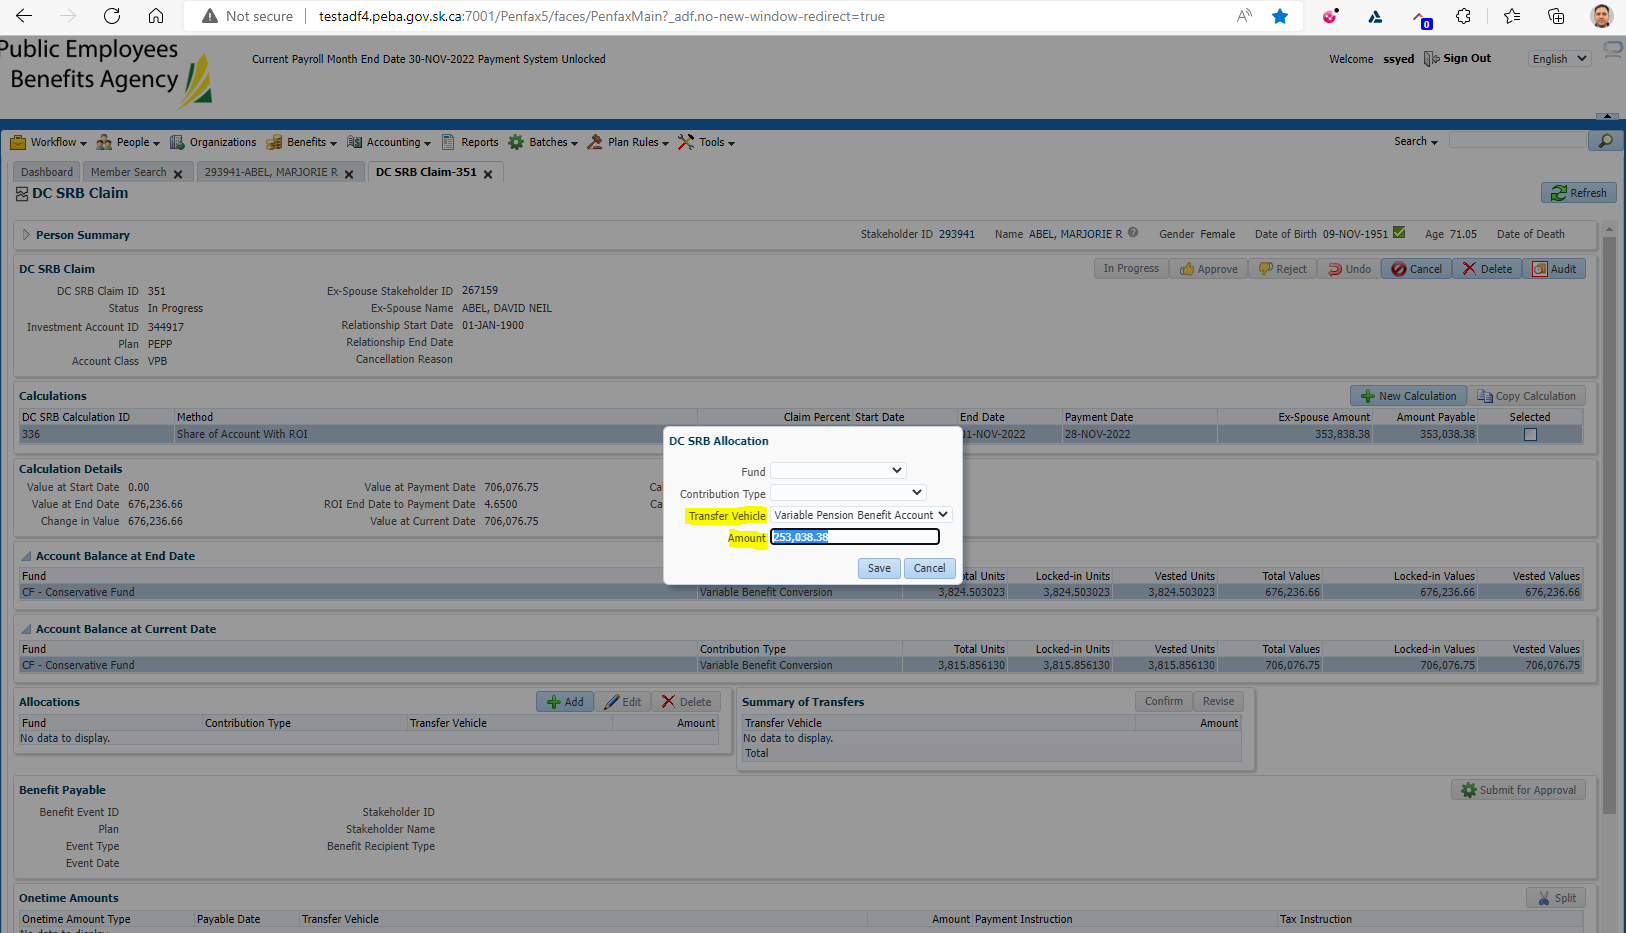 Not secure testadf4.peba.gov.sk.ca:7001/Penfax5/faces/PenfaxMain?_adf.no-new-window-redirect=true
0
Public Employees
Benefits Agency
Current Payroll Month End Date 30-NOV-2022 Payment System Unlocked
Welcome ssyed Sign Out English
Workflow People Organizations Benefits Accounting Reports Batches Plan Rules Tools Search
Dashboard Member Search 293941-ABEL, MARJORIE R DC SRB Claim-351
DC SRB Claim Refresh
Person Summary Stakeholder ID 293941 Name ABEL, MARJORIE R Gender Female Date of Birth 09-NOV-1951 Age 71.05 Date of Death
DC SRB Claim In Progress Approve Reject Undo Cancel Delete Audit
DC SRB Claim ID 351 Ex-Spouse Stakeholder ID 267159
Status In Progress Ex-Spouse Name ABEL, DAVID NEIL
Investment Account ID 344917 Relationship Start Date 01-JAN-1900
Plan PEPP Relationship End Date
Account Class VPB Cancellation Reason
Calculations New Calculation Copy Calculation
DC SRB Calculation ID Method Claim Percent Start Date End Date Payment Date Ex-Spouse Amount Amount Payable Selected
336 Share of Account With ROI 01-NOV-2022 28-NOV-2022 353,838.38 353,038.38
DC SRB Allocation
Fund
Contribution Type
Transfer Vehicle Variable Pension Benefit Account
Amount 253,038.38
Save Cancel
Calculation Details
Value at Start Date 0.00 Value at Payment Date 706,076.75
Value at End Date 676,236.66 ROI End Date to Payment Date 4.6500
Change in Value 676,236.66 Value at Current Date 706,076.75
Account Balance at End Date
Fund Units Locked-in Units Vested Units Total Values Locked-in Values Vested Values
CF - Conservative Fund Variable Benefit Conversion 3,824.503023 3,824.503023 3,824.503023 676,236.66 676,236.66 676,236.66
Account Balance at Current Date
Fund Contribution Type Total Units Locked-in Units Vested Units Total Values Locked-in Values Vested Values
CF - Conservative Fund Variable Benefit Conversion 3,815.856130 3,815.856130 3,815.856130 706,076.75 706,076.75 706,076.75
Allocations Add Edit Delete
Fund Contribution Type Transfer Vehicle Amount
No data to display.
Summary of Transfers Confirm Revise
Transfer Vehicle Amount
No data to display.
Total
Benefit Payable Submit for Approval
Benefit Event ID Stakeholder ID
Plan Stakeholder Name
Event Type Benefit Recipient Type
Event Date
Onetime Amounts Split
Onetime Amount Type Payable Date Transfer Vehicle Amount Payment Instruction Tax Instruction